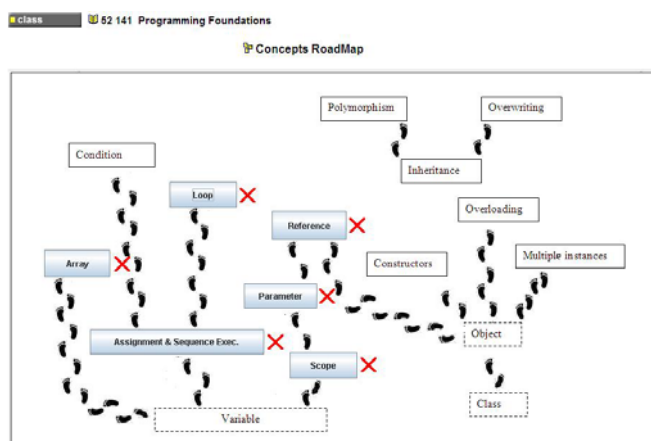 class 52 141 Programming Foundations
Concepts RoadMap
Polymorphism
Overwriting
Condition
Inheritance
Loop
Overloading
Reference
Array
Constructors
Multiple instances
Parameter
Assignment & Sequence Exec.
Object
Scope
Class
Variable